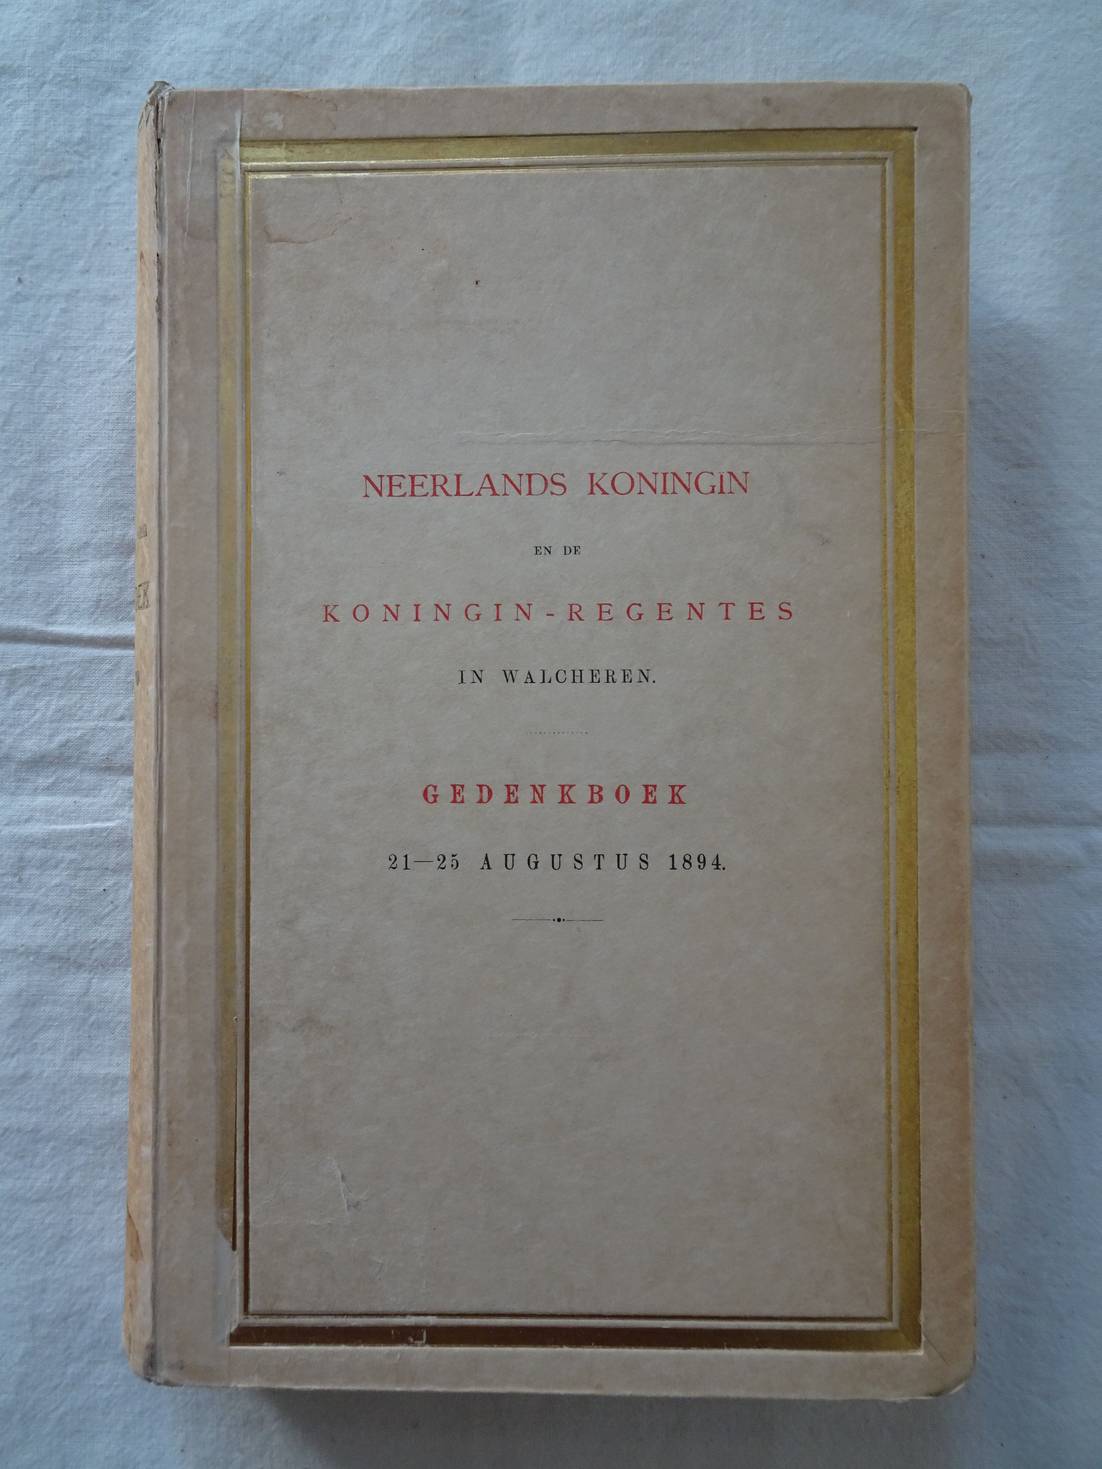 NEERLANDS KONINGIN
EN DE
KONINGIN-REGENTES
IN WALCHEREN.
GEDENKBOEK
21—25 AUGUSTUS 1894.